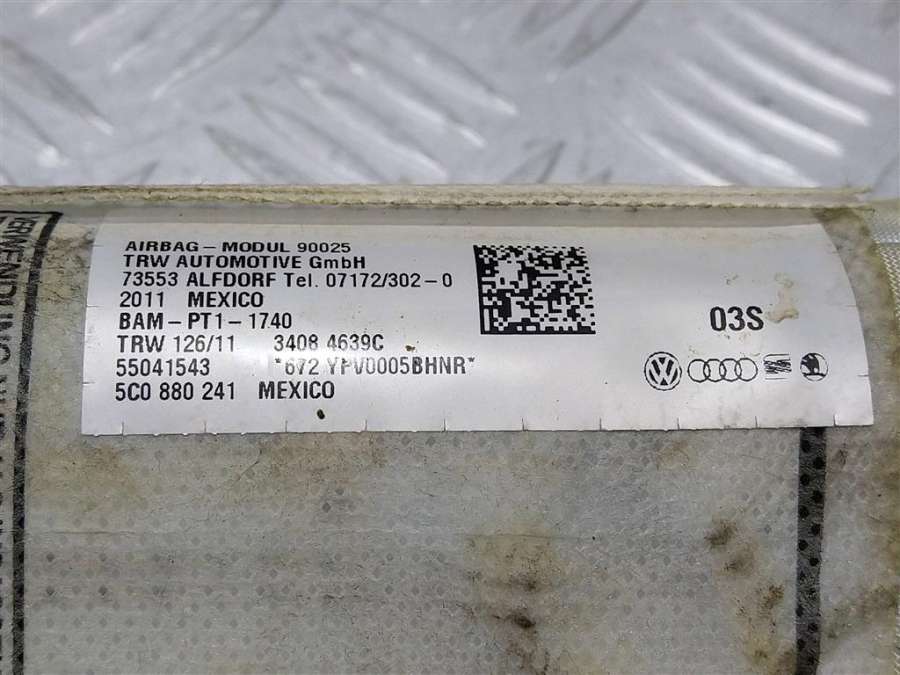 AIRBAG – MODUL 90025
TRW AUTOMOTIVE GmbH
73553 ALFDORF Tel. 07172/302 – 0
2011 MEXICO
BAM – PT1 – 1740
TRW 126/11 3408 4639C
55041543 *672 YPV0005BHNR*
5C0 880 241 MEXICO
03S